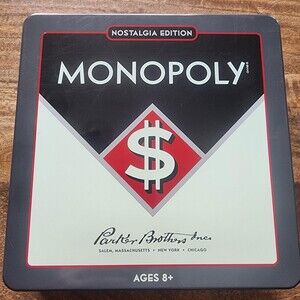 NOSTALGIA EDITION
MONOPOLY
$
Parker Brothers Inc.
SALEM, MASSACHUSETTS • NEW YORK • CHICAGO
AGES 8+